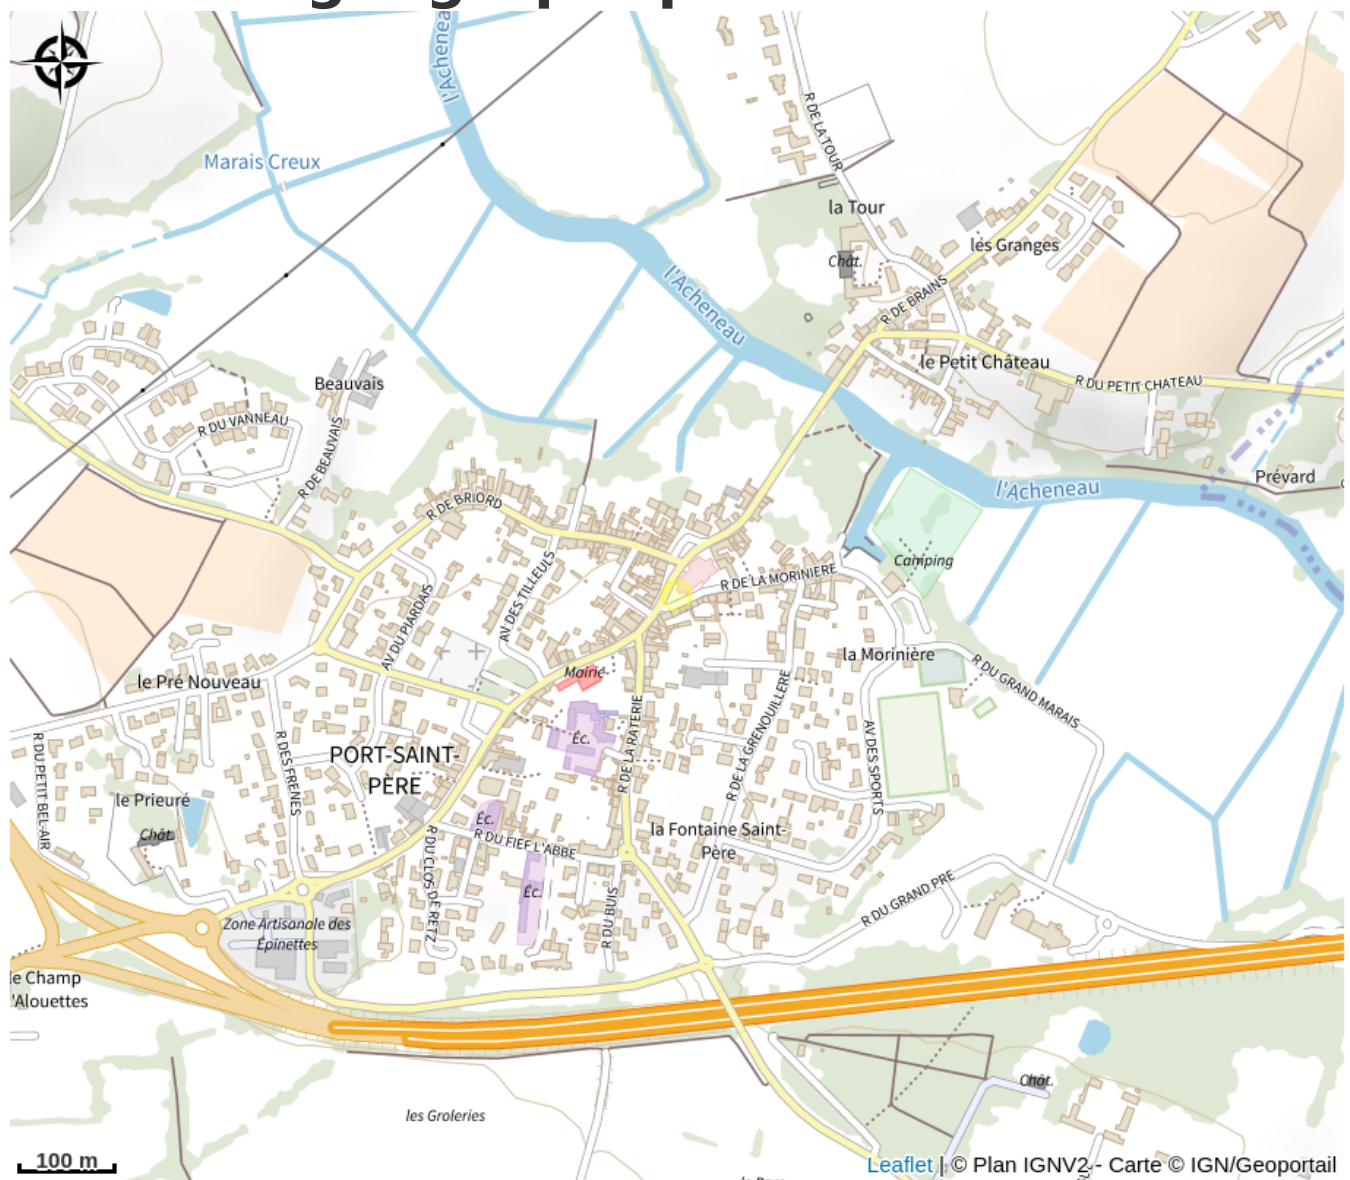 l'Acheneau
Marais Creux
R DE LA TOUR
la Tour
les Granges
Chât.
l'Acheneau
R DE BRAINS
le Petit Château
R DU PETIT CHATEAU
Beauvais
R DU VANNEAU
R DE BEAUVAIS
Prévard
l'Acheneau
R DE BRIORD
Camping
R DE LA MORINIERE
AV DES TILLEULS
AV DU PIARDAIS
la Morinière
R DU GRAND MARAIS
Mairie
le Pré Nouveau
R DE LA GRENOUILLERE
R DE LA RATERIE
Éc.
AV DES SPORTS
R DU PETIT BEL-AIR
R DES FRENES
PORT-SAINT-
PÈRE
le Prieuré
Chât.
Éc.
R DU FIEF L'ABBE
la Fontaine Saint-
Père
R DU CLOS DE RETZ
Éc.
R DU BUIS
R DU GRAND PRE
Zone Artisanale des
Épinettes
le Champ
'Alouettes
Chât.
les Groleries
100 m
Leaflet | © Plan IGNV2 - Carte © IGN/Geoportail